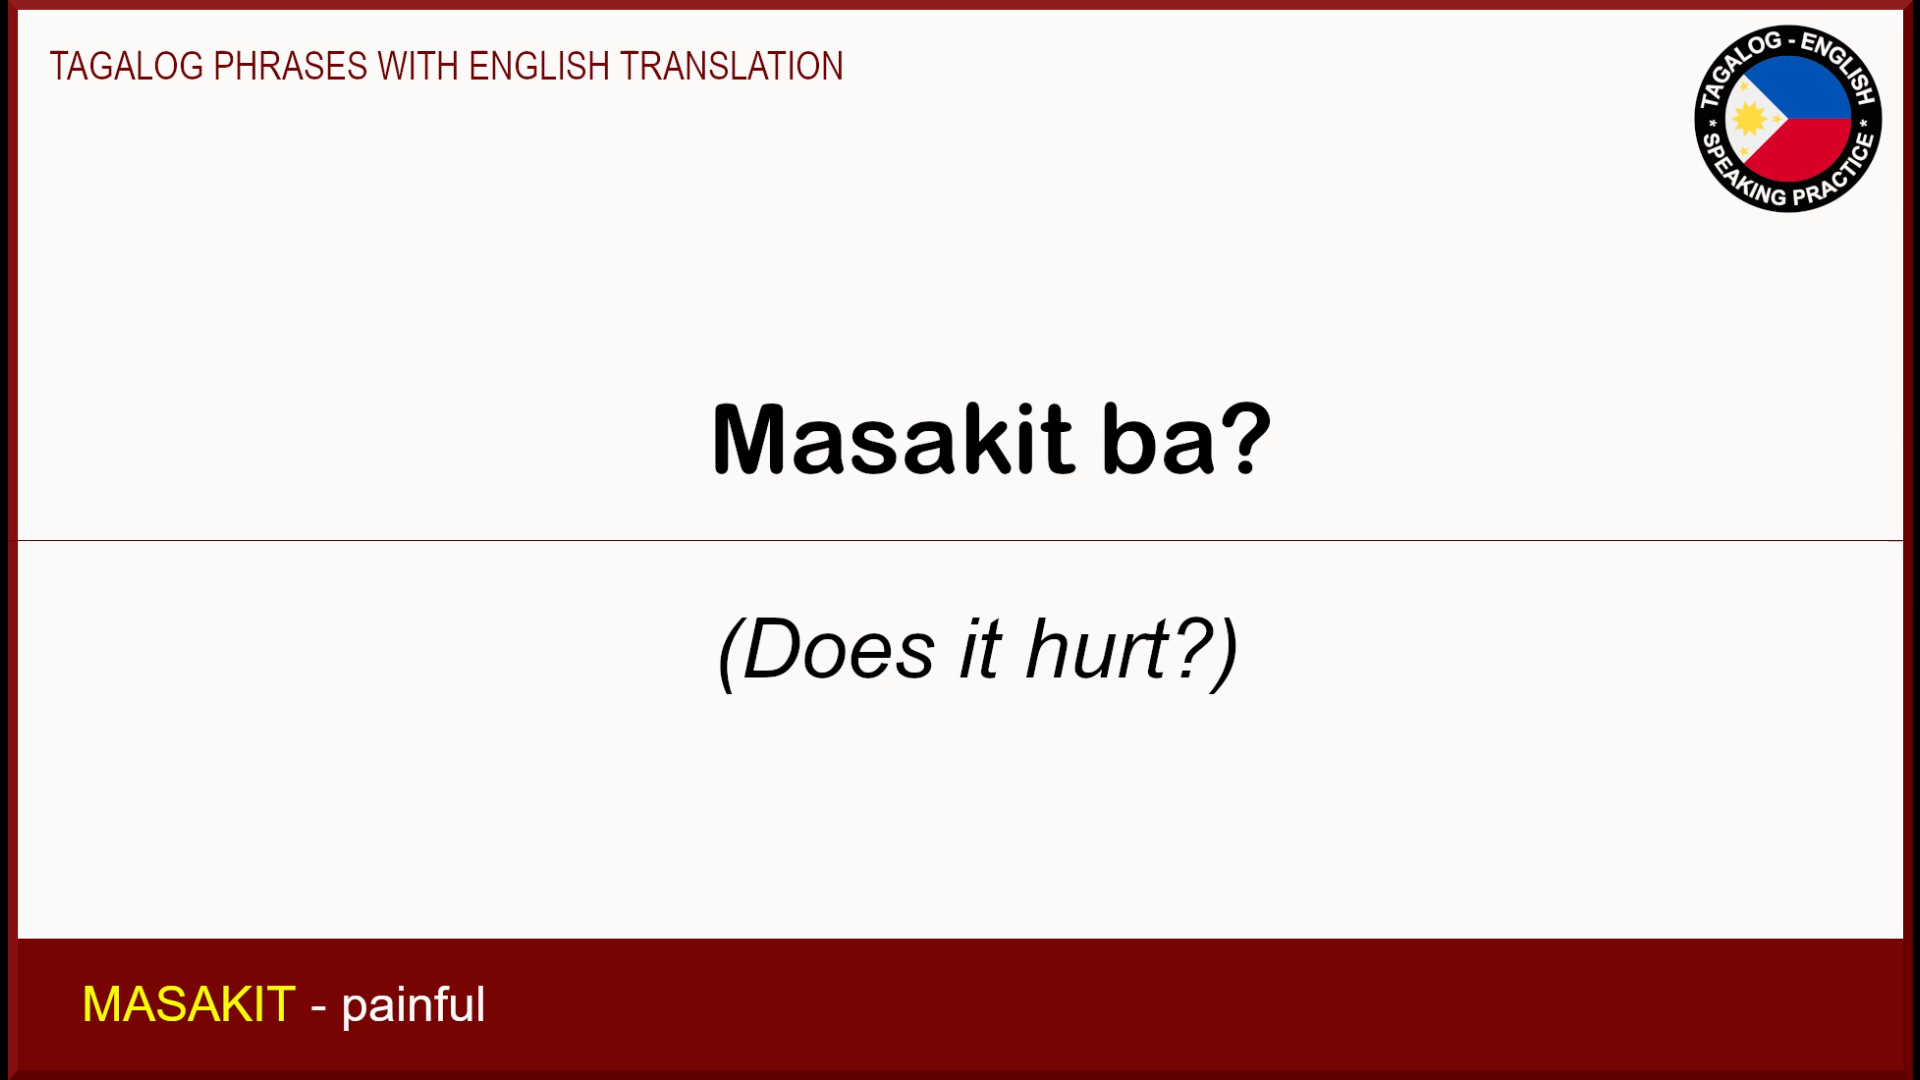 TAGALOG PHRASES WITH ENGLISH TRANSLATION
TAGALOG - ENGLISH
* SPEAKING PRACTICE *
Masakit ba?
(Does it hurt?)
MASAKIT - painful